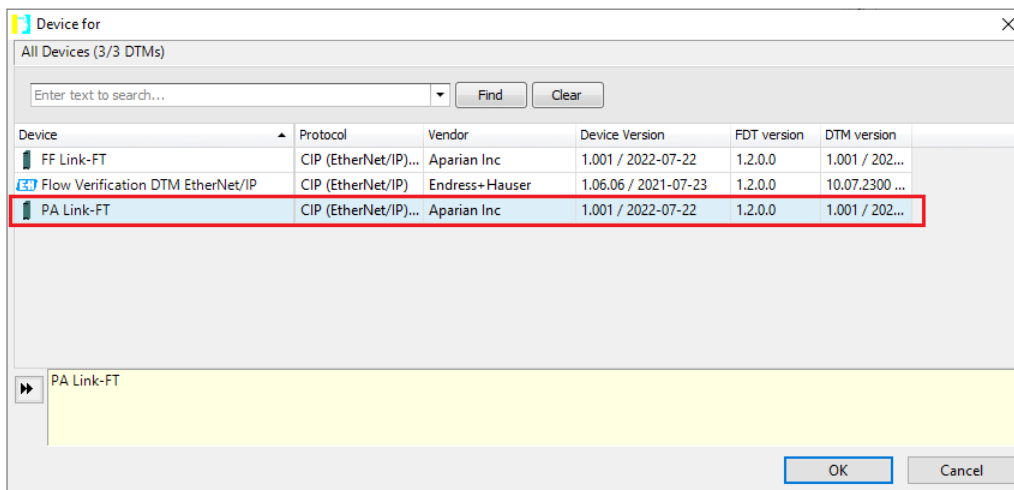 Device for
All Devices (3/3 DTMs)
Enter text to search...
Find
Clear
Device Protocol Vendor Device Version FDT version DTM version
FF Link-FT CIP (EtherNet/IP)... Aparian Inc 1.001 / 2022-07-22 1.2.0.0 1.001 / 202...
EH Flow Verification DTM EtherNet/IP CIP (EtherNet/IP) Endress+Hauser 1.06.06 / 2021-07-23 1.2.0.0 10.07.2300 ...
PA Link-FT CIP (EtherNet/IP)... Aparian Inc 1.001 / 2022-07-22 1.2.0.0 1.001 / 202...
PA Link-FT
OK
Cancel